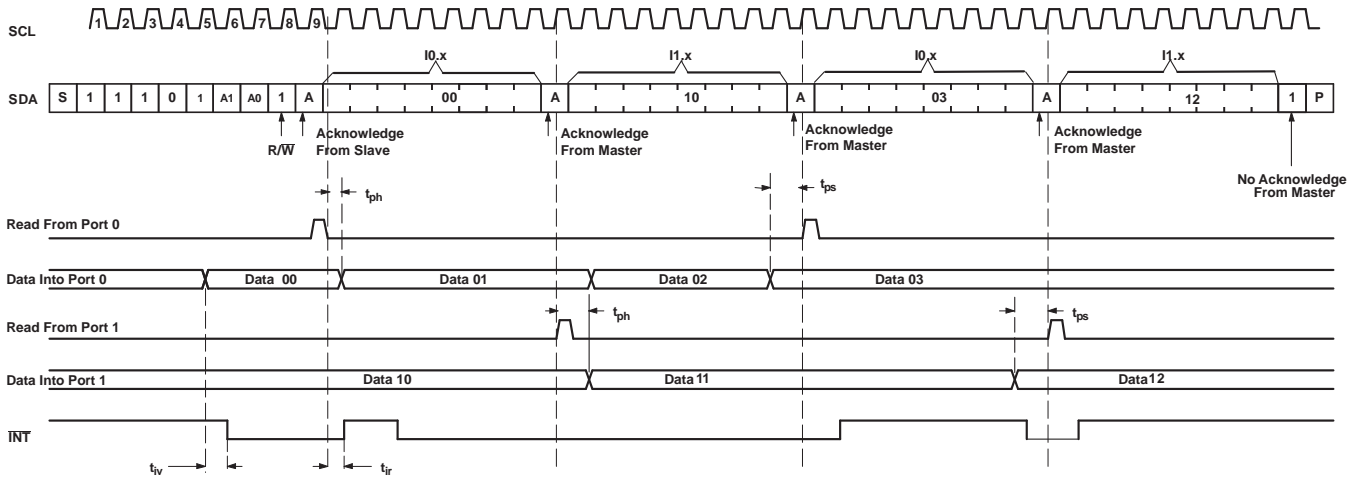 SCL
1 2 3 4 5 6 7 8 9
I0.x I1.x I0.x I1.x
SDA S 1 1 1 0 1 A1 A0 1 A 00 A 10 A 03 A 12 1 P
R/W
Acknowledge
From Slave
Acknowledge
From Master
Acknowledge
From Master
Acknowledge
From Master
No Acknowledge
From Master
tph
tps
Read From Port 0
Data Into Port 0 Data 00 Data 01 Data 02 Data 03
tph
tps
Read From Port 1
Data Into Port 1 Data 10 Data 11 Data 12
INT
tiv
tir